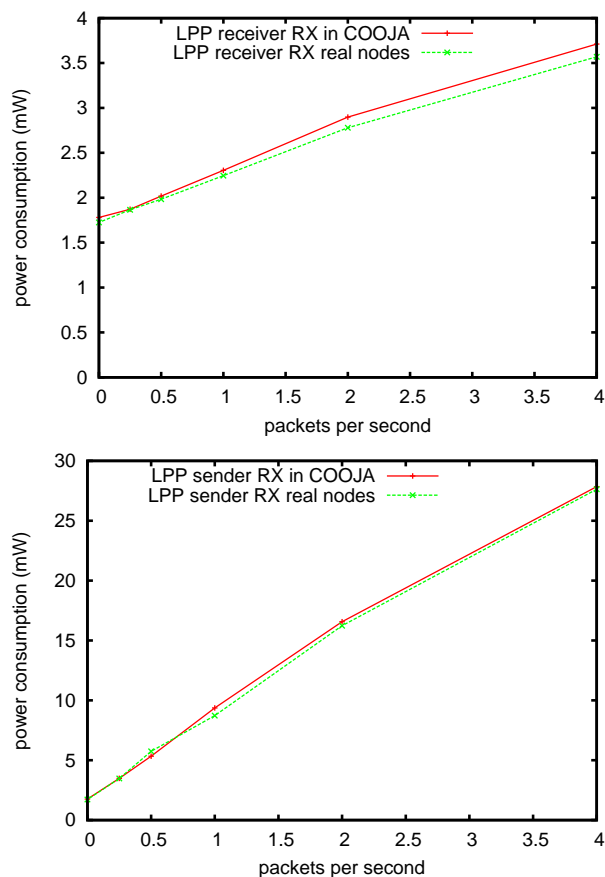 LPP receiver RX in COOJA
LPP receiver RX real nodes
4
3.5
3
2.5
2
1.5
1
0.5
0
power consumption (mW)
0 0.5 1 1.5 2 2.5 3 3.5 4
packets per second
LPP sender RX in COOJA
LPP sender RX real nodes
30
25
20
15
10
5
0
power consumption (mW)
0 0.5 1 1.5 2 2.5 3 3.5 4
packets per second